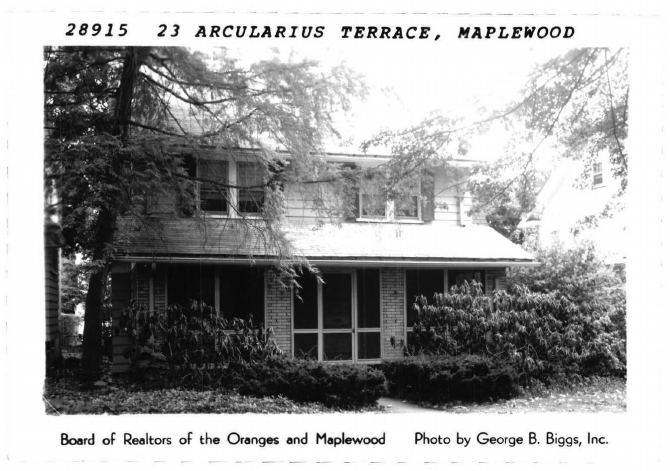 28915 23 ARCULARIUS TERRACE, MAPLEWOOD
Board of Realtors of the Oranges and Maplewood Photo by George B. Biggs, Inc.